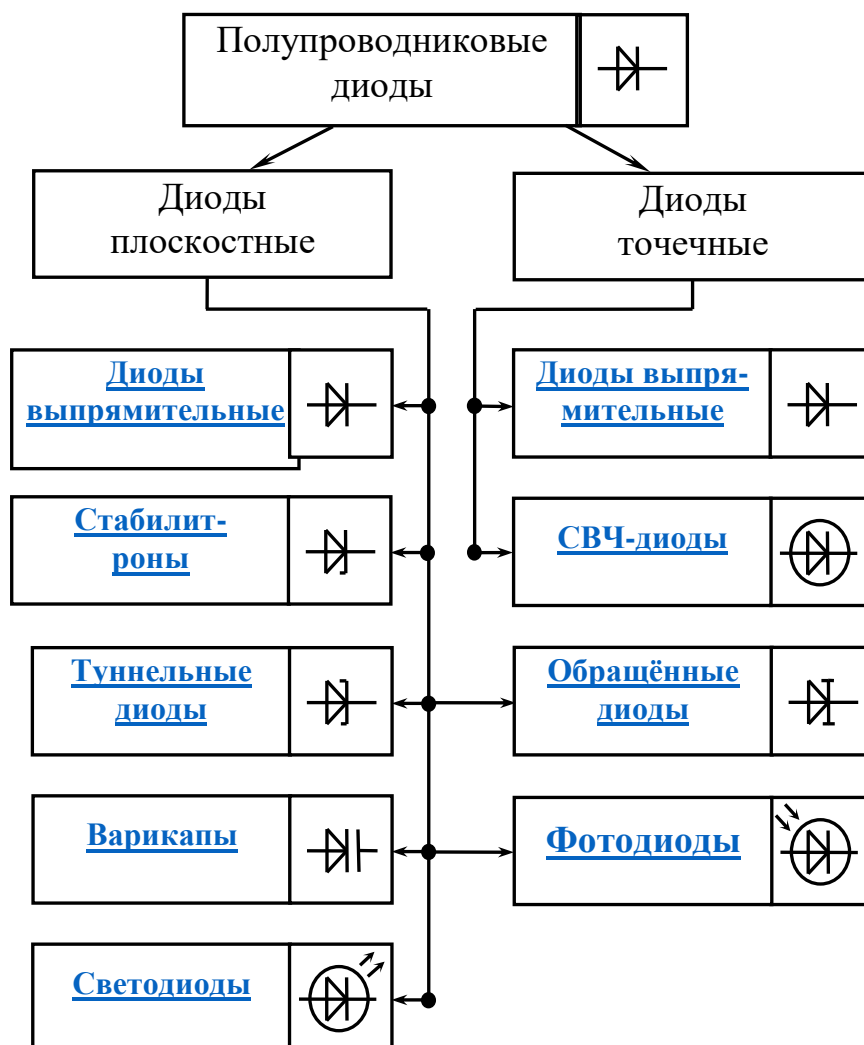 Полупроводниковые
диоды
Диоды
плоскостные
Диоды
точечные
Диоды
выпрямительные
Диоды выпря-
мительные
Стабилит-
роны
СВЧ-диоды
Туннельные
диоды
Обращённые
диоды
Варикапы
Фотодиоды
Светодиоды